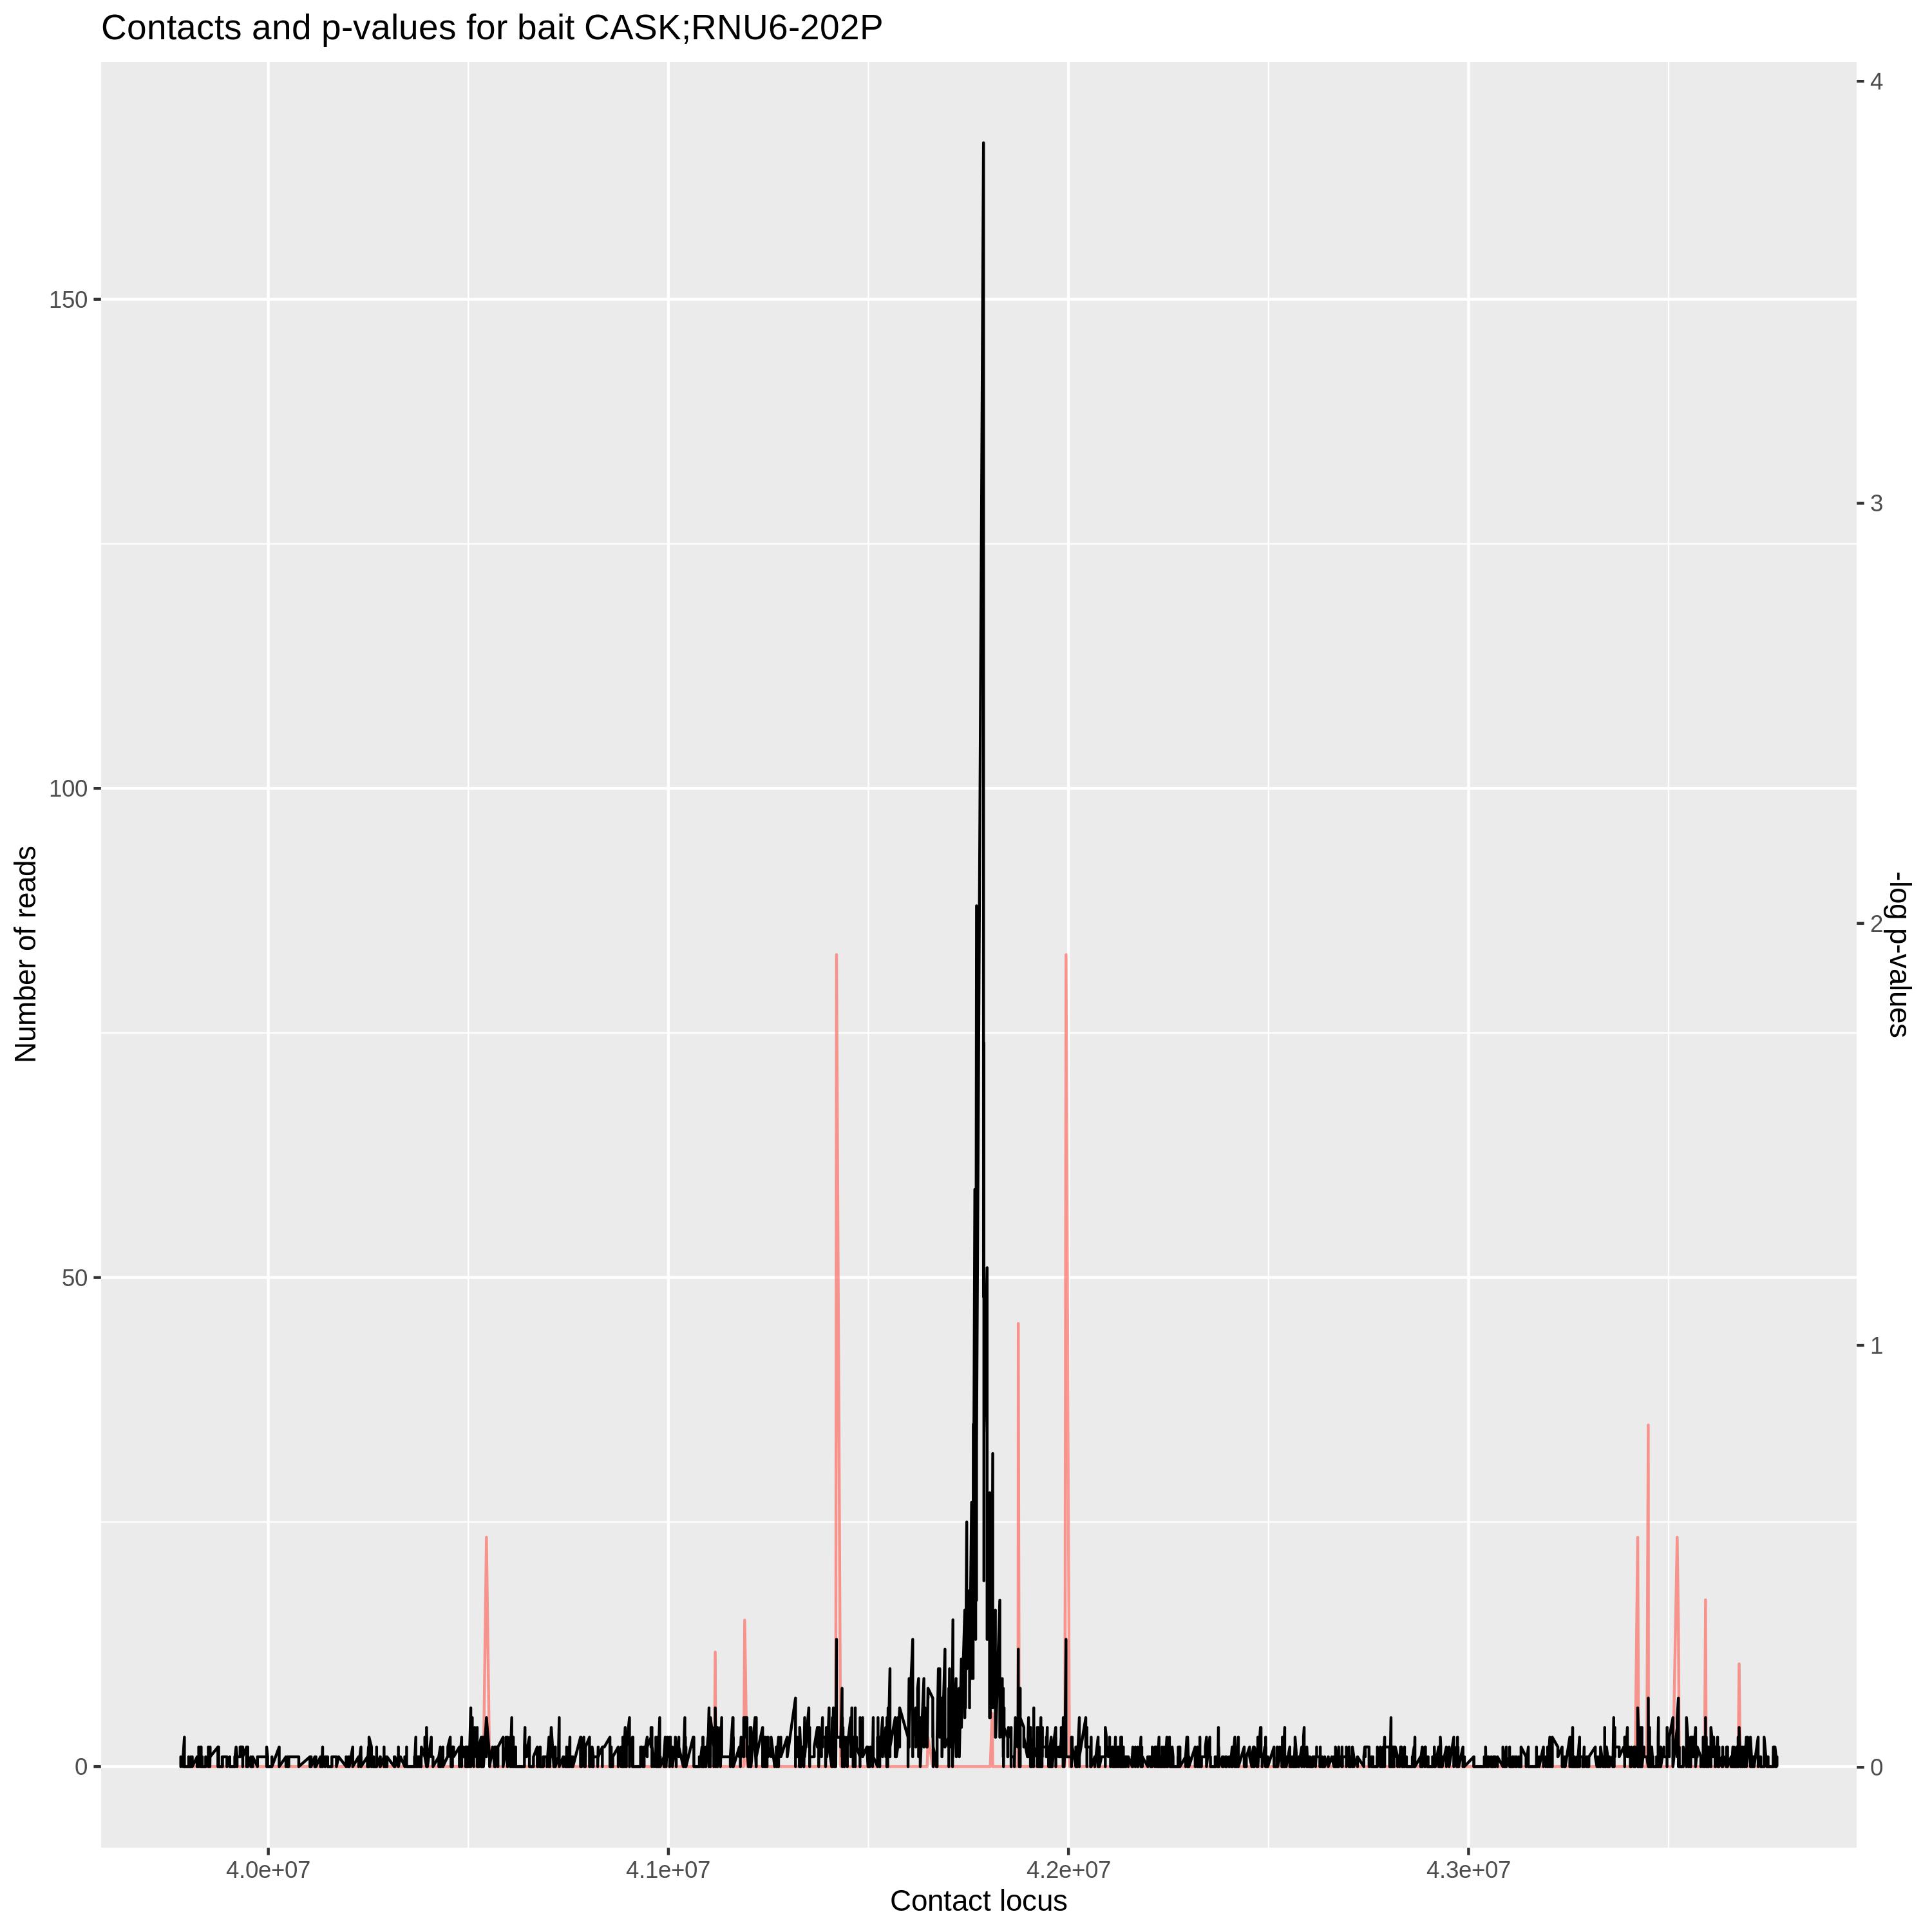 Contacts and p-values for bait CASK;RNU6-202P
Number of reads
150
100
50
0
4
3
2
1
0
-log p-values
4.0e+07
4.1e+07
4.2e+07
4.3e+07
Contact locus